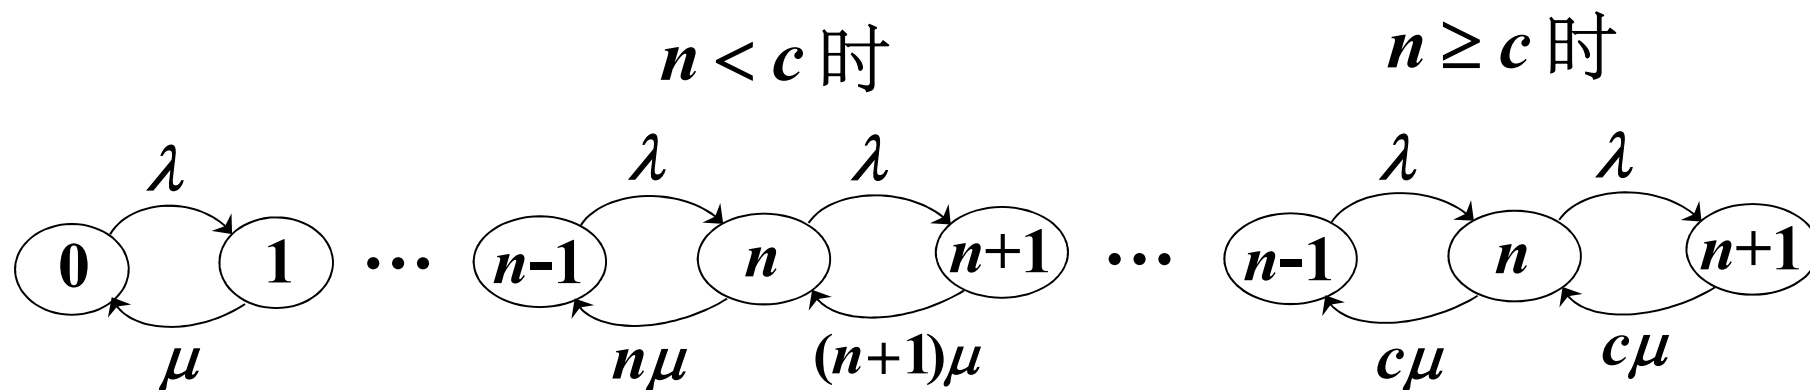 n < c 时 n ≥ c 时
λ λ λ λ λ
0 1 ··· n-1 n n+1 ··· n-1 n n+1
μ nμ (n+1)μ cμ cμ